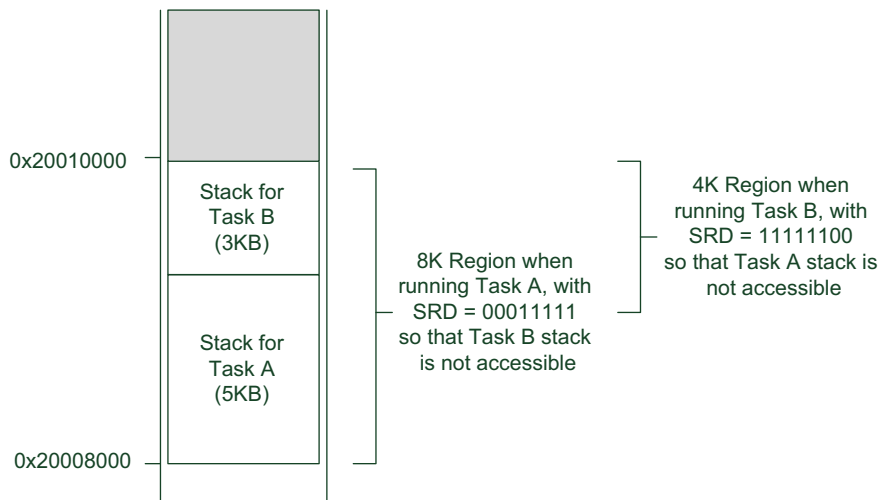 0x20010000
Stack for
Task B
(3KB)
Stack for
Task A
(5KB)
0x20008000
8K Region when
running Task A, with
SRD = 00011111
so that Task B stack
is not accessible
4K Region when
running Task B, with
SRD = 11111100
so that Task A stack is
not accessible